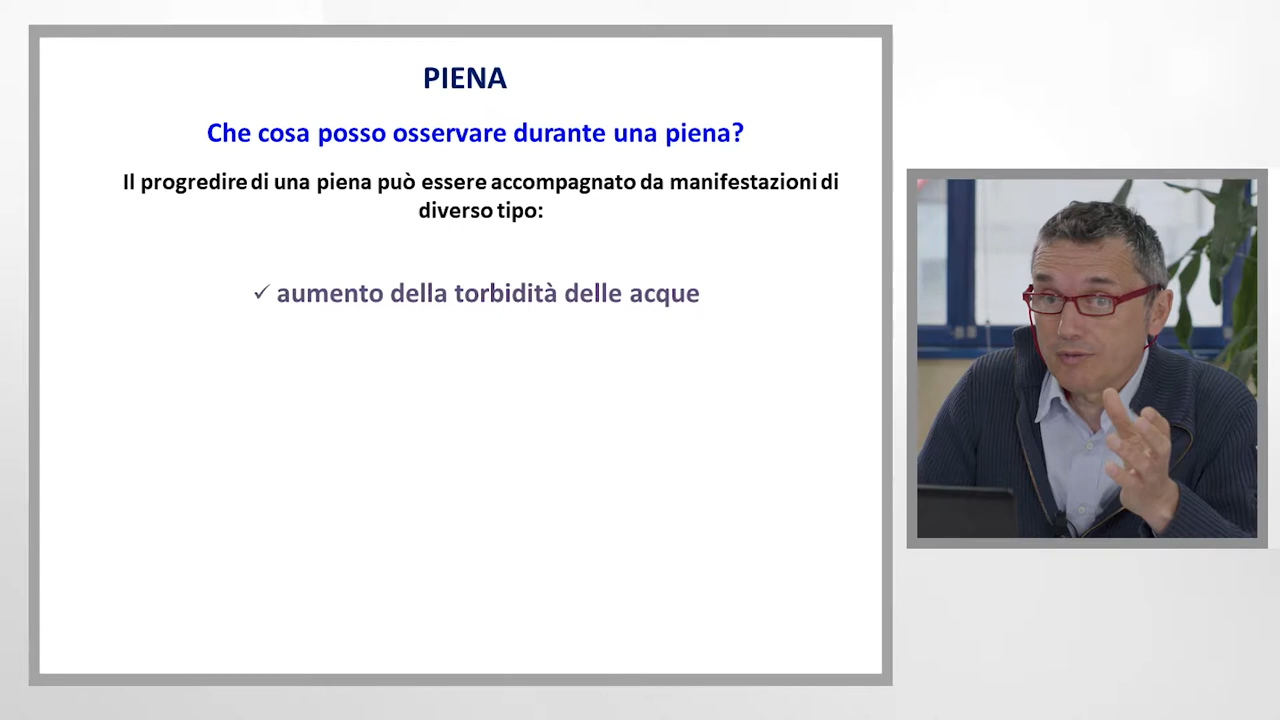 PIENA
Che cosa posso osservare durante una piena?
Il progredire di una piena può essere accompagnato da manifestazioni di
diverso tipo:
✓ aumento della torbidità delle acque